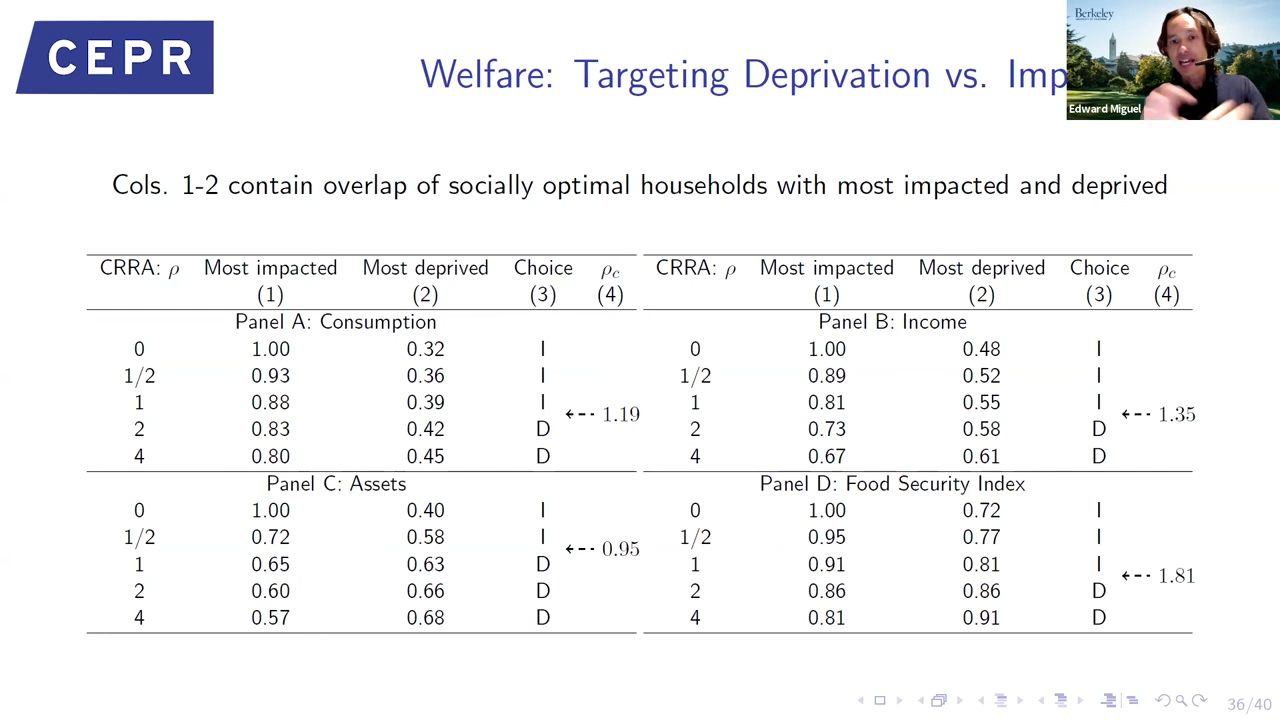 CEPR
Welfare: Targeting Deprivation vs. Imp
Berkeley
Edward Miguel
Cols. 1-2 contain overlap of socially optimal households with most impacted and deprived
CRRA: ρ Most impacted Most deprived Choice ρc
(1) (2) (3) (4)
Panel A: Consumption
0 1.00 0.32 I
1/2 0.93 0.36 I
1 0.88 0.39 I
⇠-- 1.19
2 0.83 0.42 D
4 0.80 0.45 D
Panel C: Assets
0 1.00 0.40 I
1/2 0.72 0.58 I
⇠-- 0.95
1 0.65 0.63 D
2 0.60 0.66 D
4 0.57 0.68 D
CRRA: ρ Most impacted Most deprived Choice ρc
(1) (2) (3) (4)
Panel B: Income
0 1.00 0.48 I
1/2 0.89 0.52 I
1 0.81 0.55 I
⇠-- 1.35
2 0.73 0.58 D
4 0.67 0.61 D
Panel D: Food Security Index
0 1.00 0.72 I
1/2 0.95 0.77 I
1 0.91 0.81 I
⇠-- 1.81
2 0.86 0.86 D
4 0.81 0.91 D
36/40